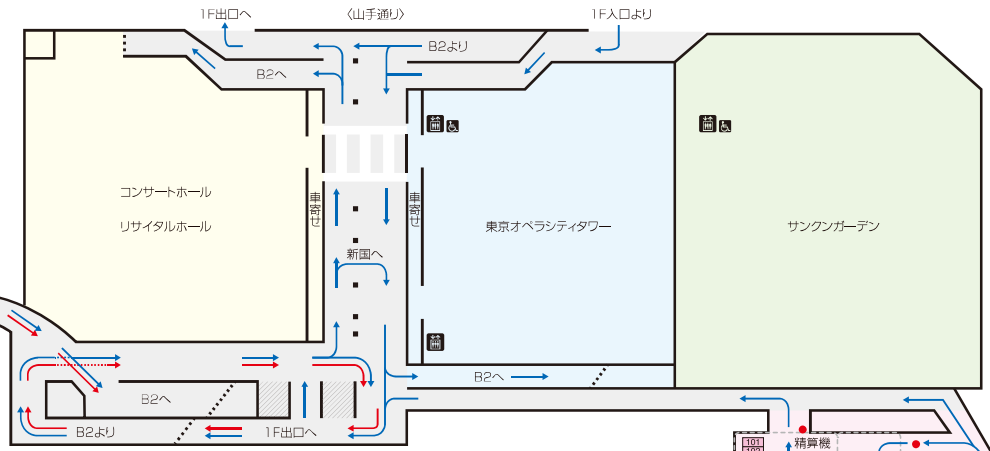 1F出口へ
〈山手通り〉
1F入口より
B2より
B2へ
コンサートホール
リサイタルホール
車寄せ
車寄せ
東京オペラシティタワー
サンクンガーデン
新国へ
B2へ
B2へ
B2より
1F出口へ
精算機
101